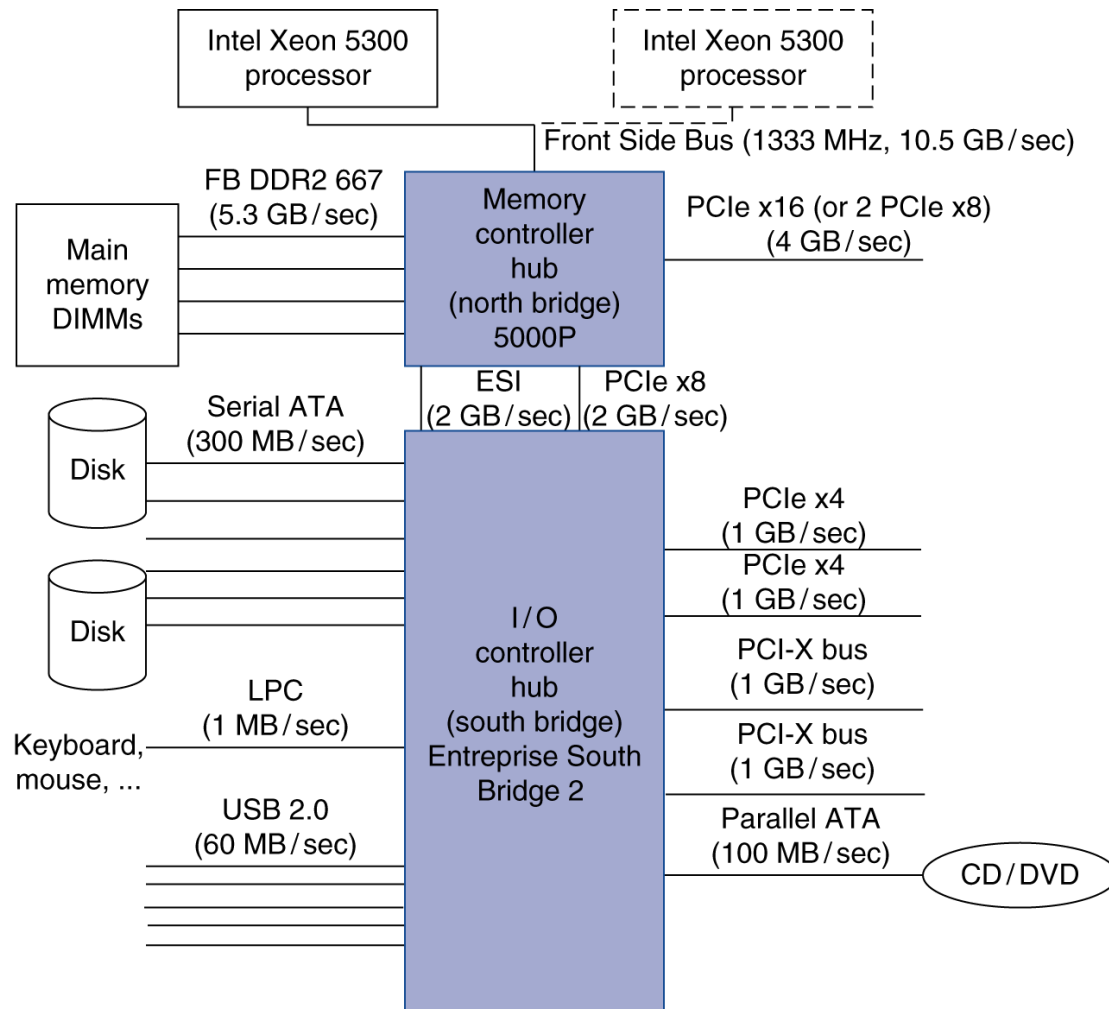 Intel Xeon 5300
processor
Intel Xeon 5300
processor
Front Side Bus (1333 MHz, 10.5 GB/sec)
FB DDR2 667
(5.3 GB/sec)
Main
memory
DIMMs
Memory
controller
hub
(north bridge)
5000P
PCIe x16 (or 2 PCIe x8)
(4 GB/sec)
ESI
(2 GB/sec)
PCIe x8
(2 GB/sec)
Serial ATA
(300 MB/sec)
Disk
Disk
LPC
(1 MB/sec)
Keyboard,
mouse, ...
USB 2.0
(60 MB/sec)
I/O
controller
hub
(south bridge)
Entreprise South
Bridge 2
PCIe x4
(1 GB/sec)
PCIe x4
(1 GB/sec)
PCI-X bus
(1 GB/sec)
PCI-X bus
(1 GB/sec)
Parallel ATA
(100 MB/sec)
CD/DVD